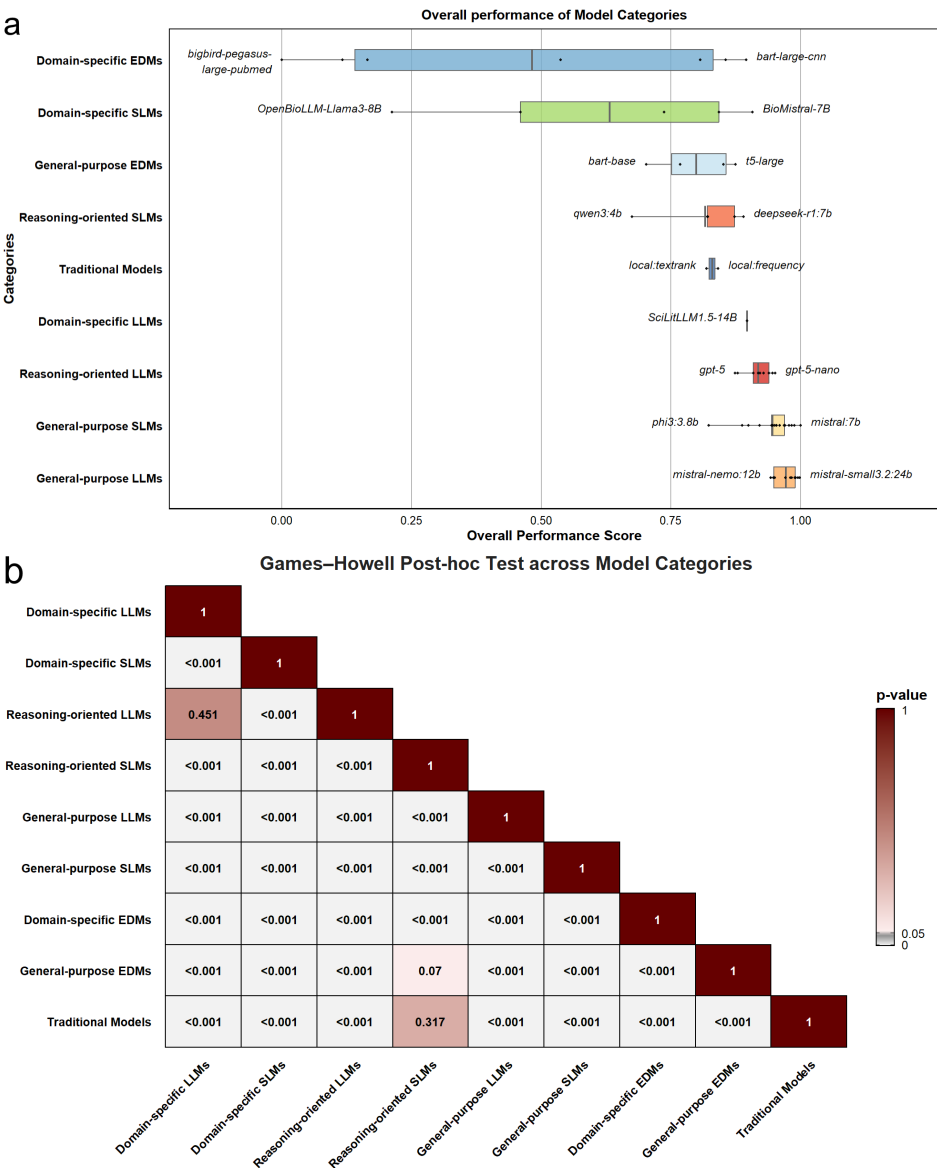 a
Overall performance of Model Categories
Categories
Domain-specific EDMs
bigbird-pegasus-
large-pubmed
bart-large-cnn
Domain-specific SLMs
OpenBioLLM-Llama3-8B
BioMistral-7B
General-purpose EDMs
bart-base
t5-large
Reasoning-oriented SLMs
qwen3:4b
deepseek-r1:7b
Traditional Models
local:textrank
local:frequency
Domain-specific LLMs
SciLitLLM1.5-14B
Reasoning-oriented LLMs
gpt-5
gpt-5-nano
General-purpose SLMs
phi3:3.8b
mistral:7b
General-purpose LLMs
mistral-nemo:12b
mistral-small3.2:24b
0.00 0.25 0.50 0.75 1.00
Overall Performance Score
b
Games–Howell Post-hoc Test across Model Categories
Domain-specific LLMs 1
Domain-specific SLMs <0.001 1
Reasoning-oriented LLMs 0.451 <0.001 1
Reasoning-oriented SLMs <0.001 <0.001 <0.001 1
General-purpose LLMs <0.001 <0.001 <0.001 <0.001 1
General-purpose SLMs <0.001 <0.001 <0.001 <0.001 <0.001 1
Domain-specific EDMs <0.001 <0.001 <0.001 <0.001 <0.001 <0.001 1
General-purpose EDMs <0.001 <0.001 <0.001 0.07 <0.001 <0.001 <0.001 1
Traditional Models <0.001 <0.001 <0.001 0.317 <0.001 <0.001 <0.001 <0.001 1
Domain-specific LLMs
Domain-specific SLMs
Reasoning-oriented LLMs
Reasoning-oriented SLMs
General-purpose LLMs
General-purpose SLMs
Domain-specific EDMs
General-purpose EDMs
Traditional Models
p-value
1
0.05
0